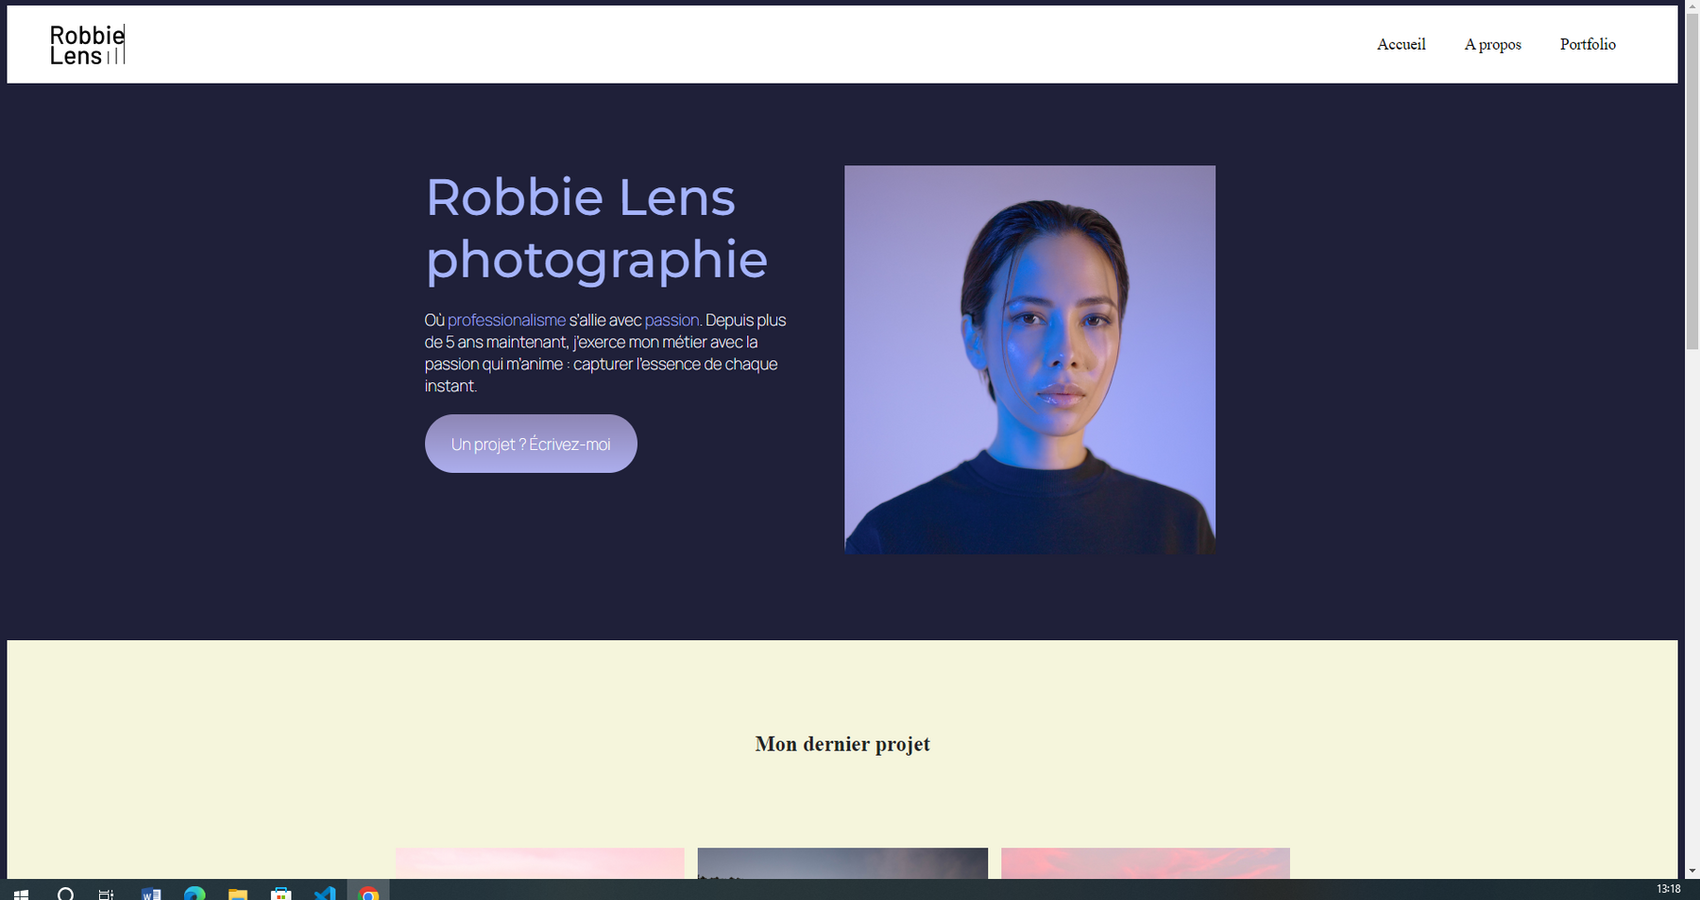 Robbie
Lens
Accueil
A propos
Portfolio
Robbie Lens
photographie
Où professionalisme s'allie avec passion. Depuis plus
de 5 ans maintenant, j'exerce mon métier avec la
passion qui m'anime : capturer l'essence de chaque
instant.
Un projet ? Écrivez-moi
Mon dernier projet
13:18